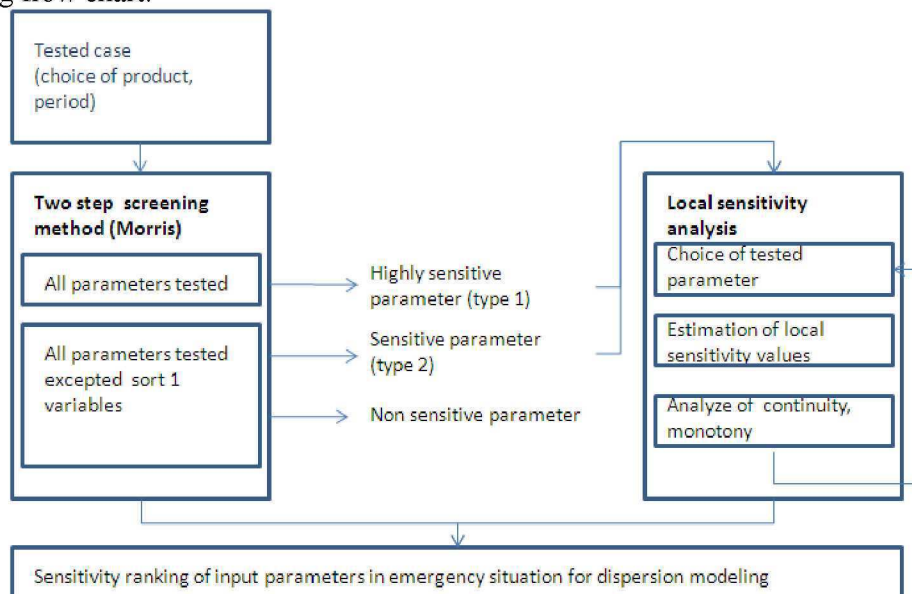 Tested case
(choice of product,
period)
Two step screening
method (Morris)
All parameters tested
All parameters tested
excepted sort 1
variables
Highly sensitive
parameter (type 1)
Sensitive parameter
(type 2)
Non sensitive parameter
Local sensitivity
analysis
Choice of tested
parameter
Estimation of local
sensitivity values
Analyze of continuity,
monotony
Sensitivity ranking of input parameters in emergency situation for dispersion modeling